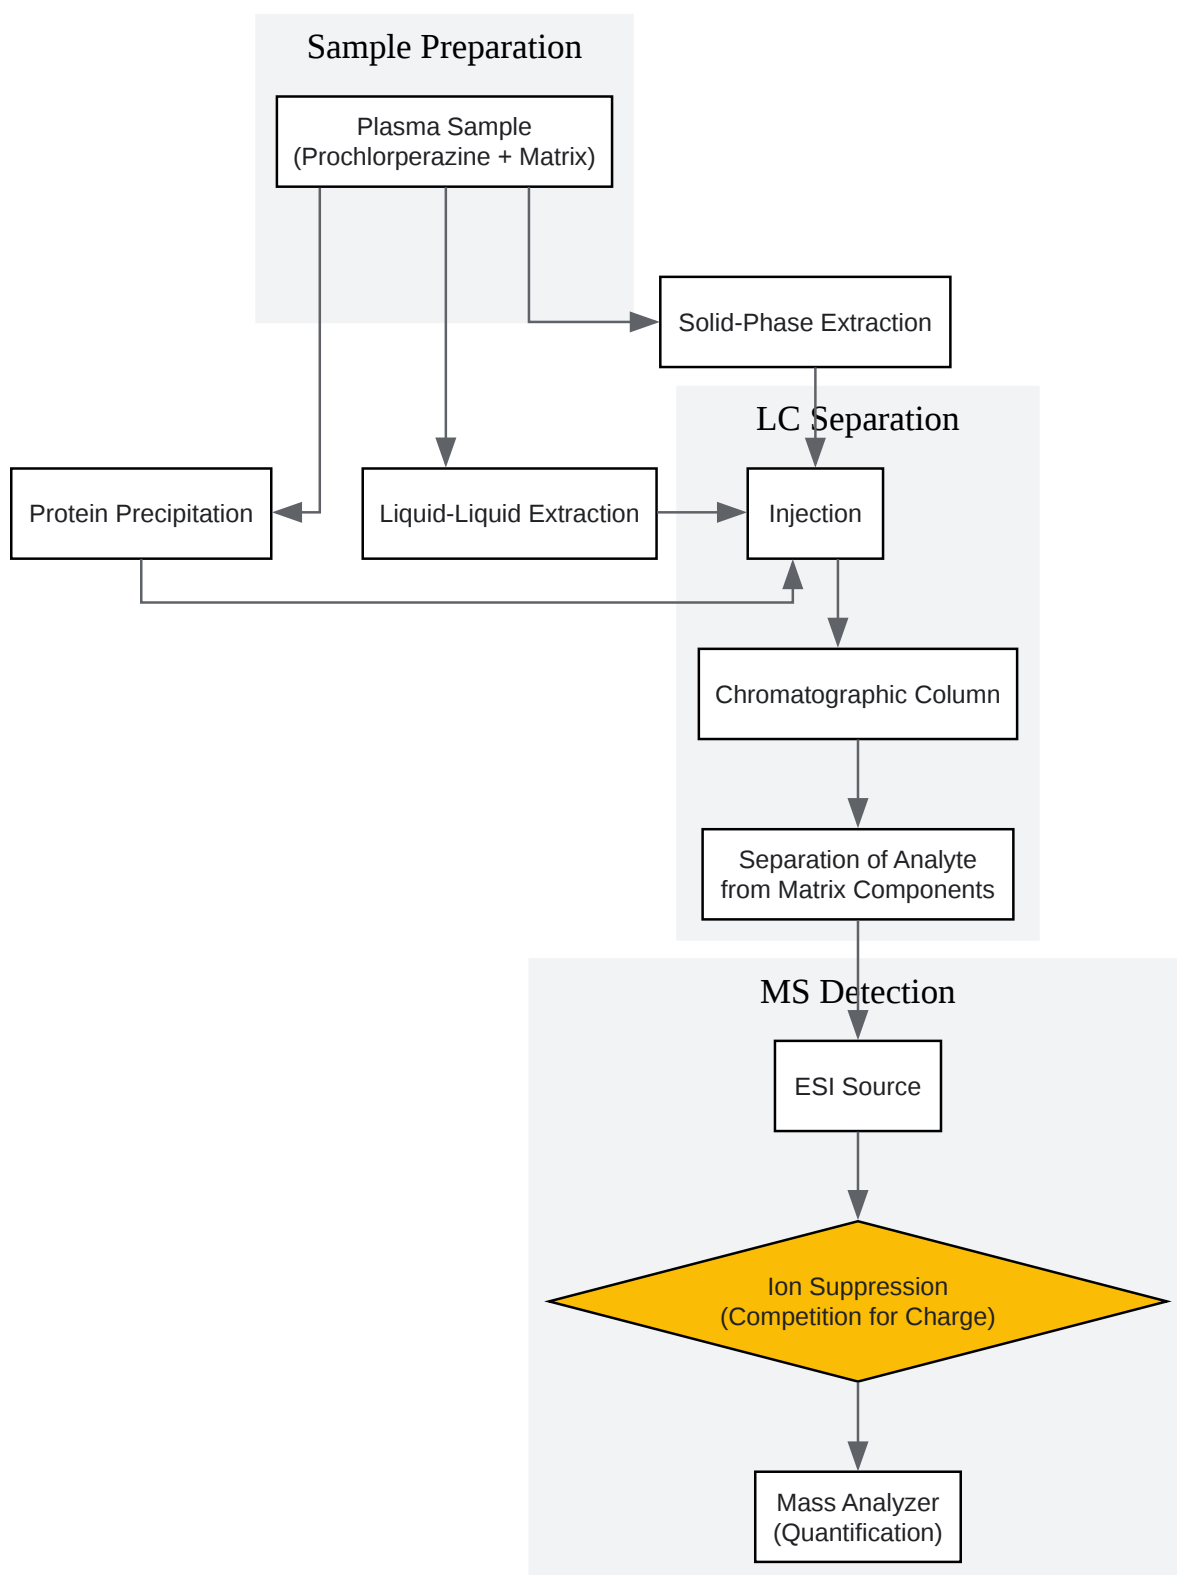 Sample Preparation
Plasma Sample
(Prochlorperazine + Matrix)
Solid-Phase Extraction
LC Separation
Protein Precipitation
Liquid-Liquid Extraction
Injection
Chromatographic Column
Separation of Analyte
from Matrix Components
MS Detection
ESI Source
Ion Suppression
(Competition for Charge)
Mass Analyzer
(Quantification)